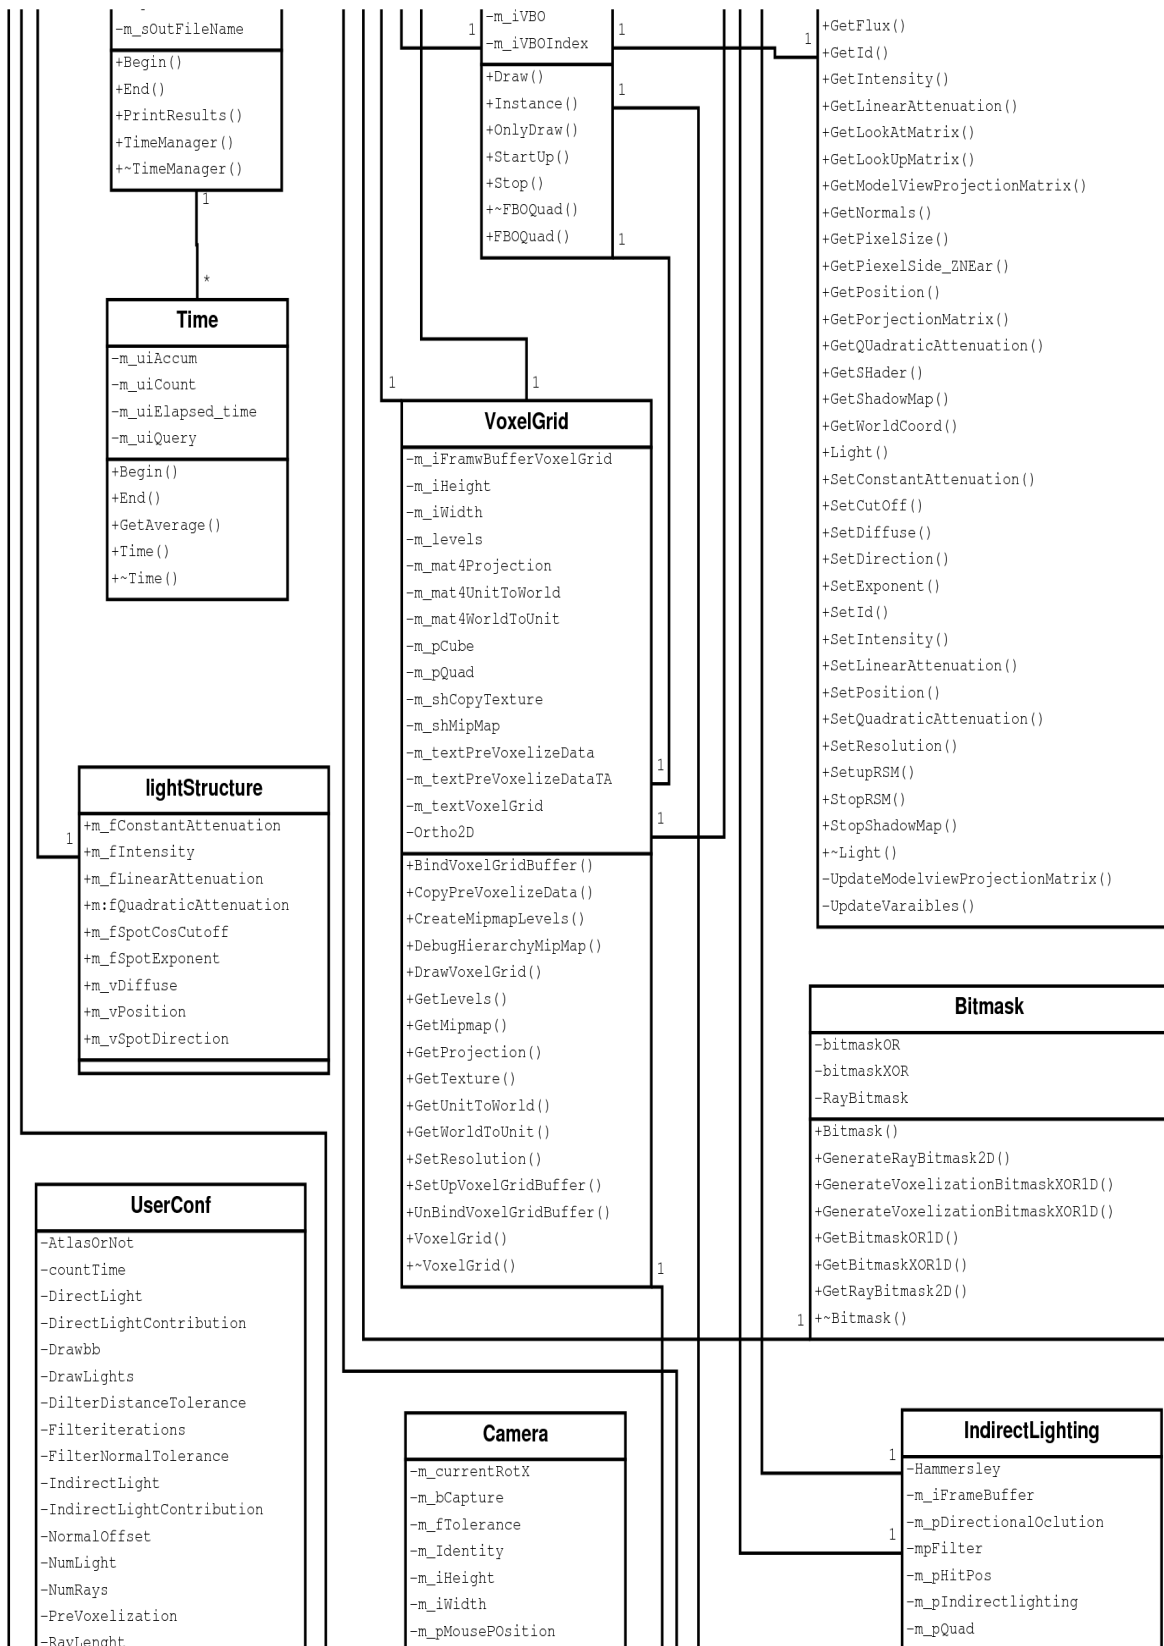 -m_sOutFileName
+Begin()
+End()
+PrintResults()
+TimeManager()
+~TimeManager()
1
*
Time
-m_uiAccum
-m_uiCount
-m_uiElapsed_time
-m_uiQuery
+Begin()
+End()
+GetAverage()
+Time()
+~Time()
1
lightStructure
+m_fConstantAttenuation
+m_fIntensity
+m_fLinearAttenuation
+m:fQuadraticAttenuation
+m_fSpotCosCutoff
+m_fSpotExponent
+m_vDiffuse
+m_vPosition
+m_vSpotDirection
UserConf
-AtlasOrNot
-countTime
-DirectLight
-DirectLightContribution
-Drawbb
-DrawLights
-DilterDistanceTolerance
-Filteriterations
-FilterNormalTolerance
-IndirectLight
-IndirectLightContribution
-NormalOffset
-NumLight
-NumRays
-PreVoxelization
-RayLenght
1
-m_iVBO
-m_iVBOIndex
1
+Draw()
+Instance()
+OnlyDraw()
+StartUp()
+Stop()
+~FBOQuad()
+FBOQuad()
1
1
1
1
VoxelGrid
-m_iFramwBufferVoxelGrid
-m_iHeight
-m_iWidth
-m_levels
-m_mat4Projection
-m_mat4UnitToWorld
-m_mat4WorldToUnit
-m_pCube
-m_pQuad
-m_shCopyTexture
-m_shMipMap
-m_textPreVoxelizeData
-m_textPreVoxelizeDataTA
-m_textVoxelGrid
-Ortho2D
1
1
+BindVoxelGridBuffer()
+CopyPreVoxelizeData()
+CreateMipmapLevels()
+DebugHierarchyMipMap()
+DrawVoxelGrid()
+GetLevels()
+GetMipmap()
+GetProjection()
+GetTexture()
+GetUnitToWorld()
+GetWorldToUnit()
+SetResolution()
+SetUpVoxelGridBuffer()
+UnBindVoxelGridBuffer()
+VoxelGrid()
+~VoxelGrid()
1
Camera
-m_currentRotX
-m_bCapture
-m_fTolerance
-m_Identity
-m_iHeight
-m_iWidth
-m_pMousePOsition
1
+GetFlux()
+GetId()
+GetIntensity()
+GetLinearAttenuation()
+GetLookAtMatrix()
+GetLookUpMatrix()
+GetModelViewProjectionMatrix()
+GetNormals()
+GetPixelSize()
+GetPiexelSide_ZNEar()
+GetPosition()
+GetPorjectionMatrix()
+GetQUadraticAttenuation()
+GetSHader()
+GetShadowMap()
+GetWorldCoord()
+Light()
+SetConstantAttenuation()
+SetCutOff()
+SetDiffuse()
+SetDirection()
+SetExponent()
+SetId()
+SetIntensity()
+SetLinearAttenuation()
+SetPosition()
+SetQuadraticAttenuation()
+SetResolution()
+SetupRSM()
+StopRSM()
+StopShadowMap()
+~Light()
-UpdateModelviewProjectionMatrix()
-UpdateVaraibles()
Bitmask
-bitmaskOR
-bitmaskXOR
-RayBitmask
+Bitmask()
+GenerateRayBitmask2D()
+GenerateVoxelizationBitmaskXOR1D()
+GenerateVoxelizationBitmaskXOR1D()
+GetBitmaskOR1D()
+GetBitmaskXOR1D()
+GetRayBitmask2D()
1 +~Bitmask()
IndirectLighting
1
-Hammersley
-m_iFrameBuffer
-m_pDirectionalOclution
1
-mpFilter
-m_pHitPos
-m_pIndirectlighting
-m_pQuad